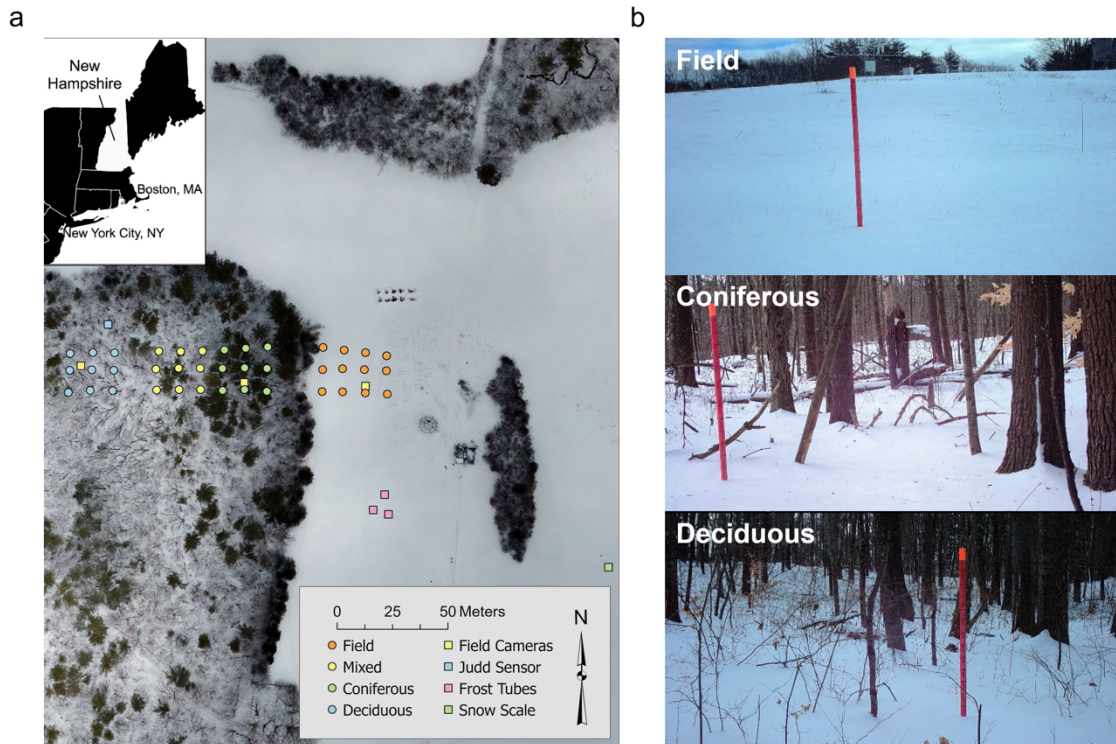 a
New
Hampshire
Boston, MA
New York City, NY
0 25 50 Meters
N
Field
Mixed
Coniferous
Deciduous
Field Cameras
Judd Sensor
Frost Tubes
Snow Scale
b
Field
Coniferous
Deciduous